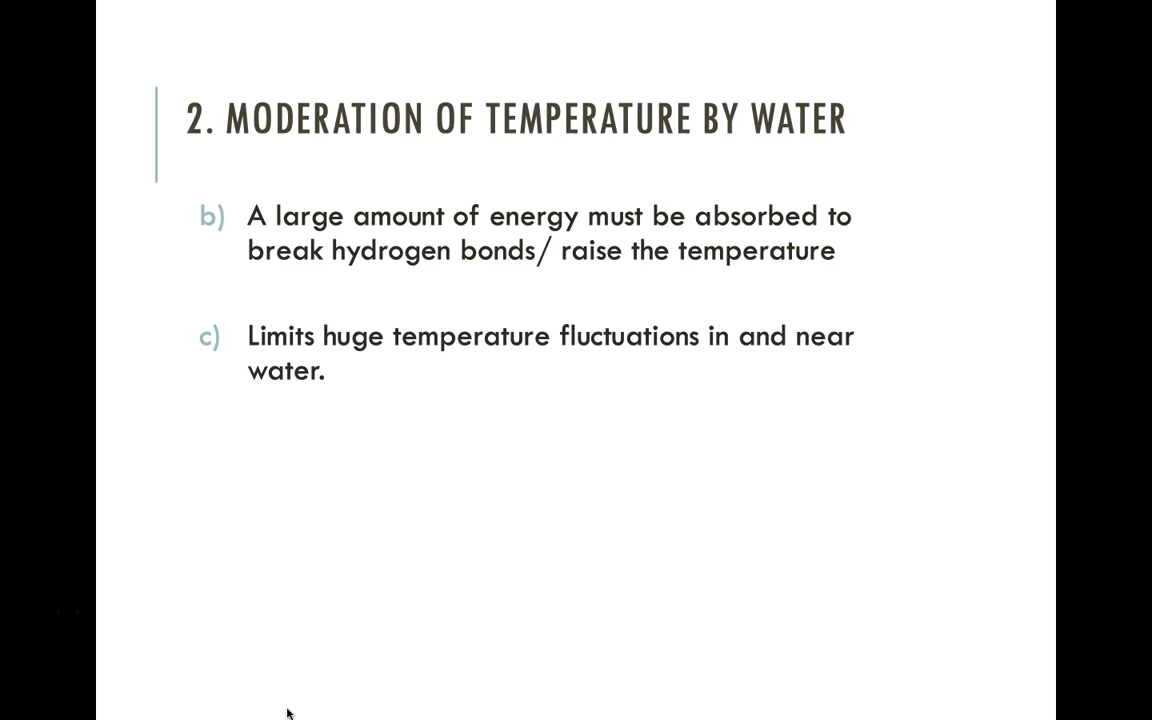 2. MODERATION OF TEMPERATURE BY WATER
b) A large amount of energy must be absorbed to
break hydrogen bonds/ raise the temperature
c) Limits huge temperature fluctuations in and near
water.